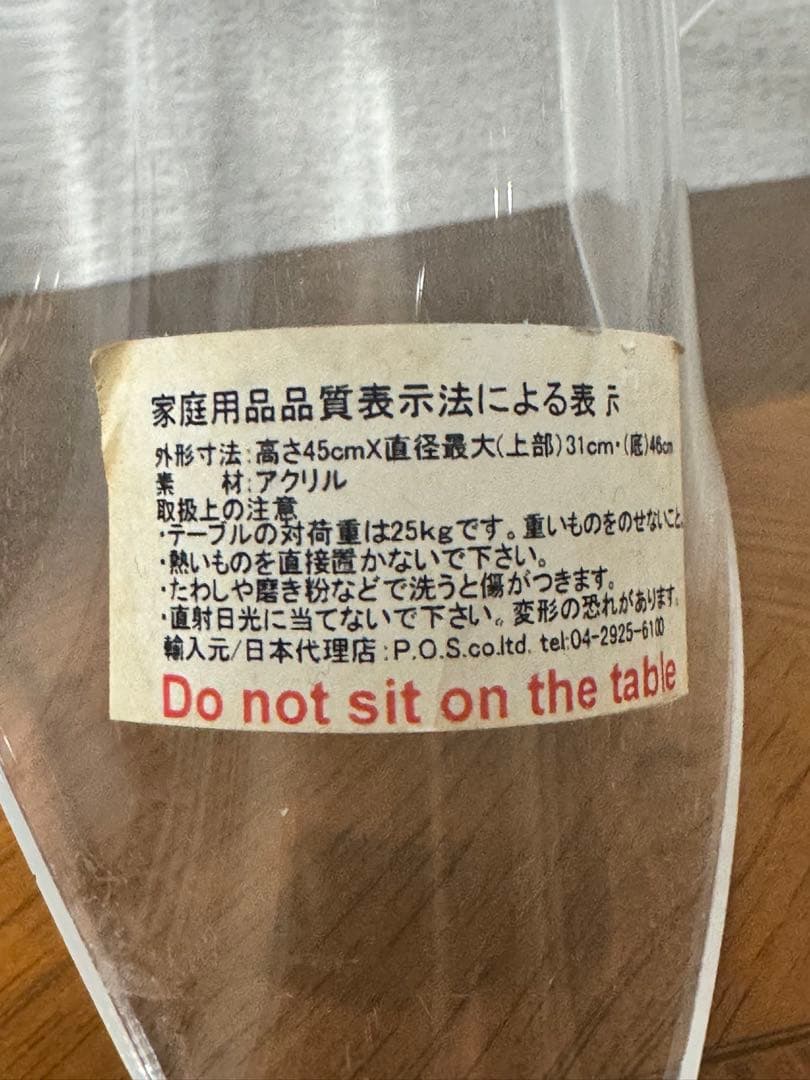 家庭用品品質表示法による表示
外形寸法:高さ45cmX直径最大(上部)31cm・(底)46cm
素　　材:アクリル
取扱上の注意
・テーブルの対荷重は25kgです。重いものをのせないこと。
・熱いものを直接置かないで下さい。
・たわしや磨き粉などで洗うと傷がつきます。
・直射日光に当てないで下さい。変形の恐れがあります。
輸入元/日本代理店:P.O.S.co.ltd. tel:04-2925-6100
Do not sit on the table